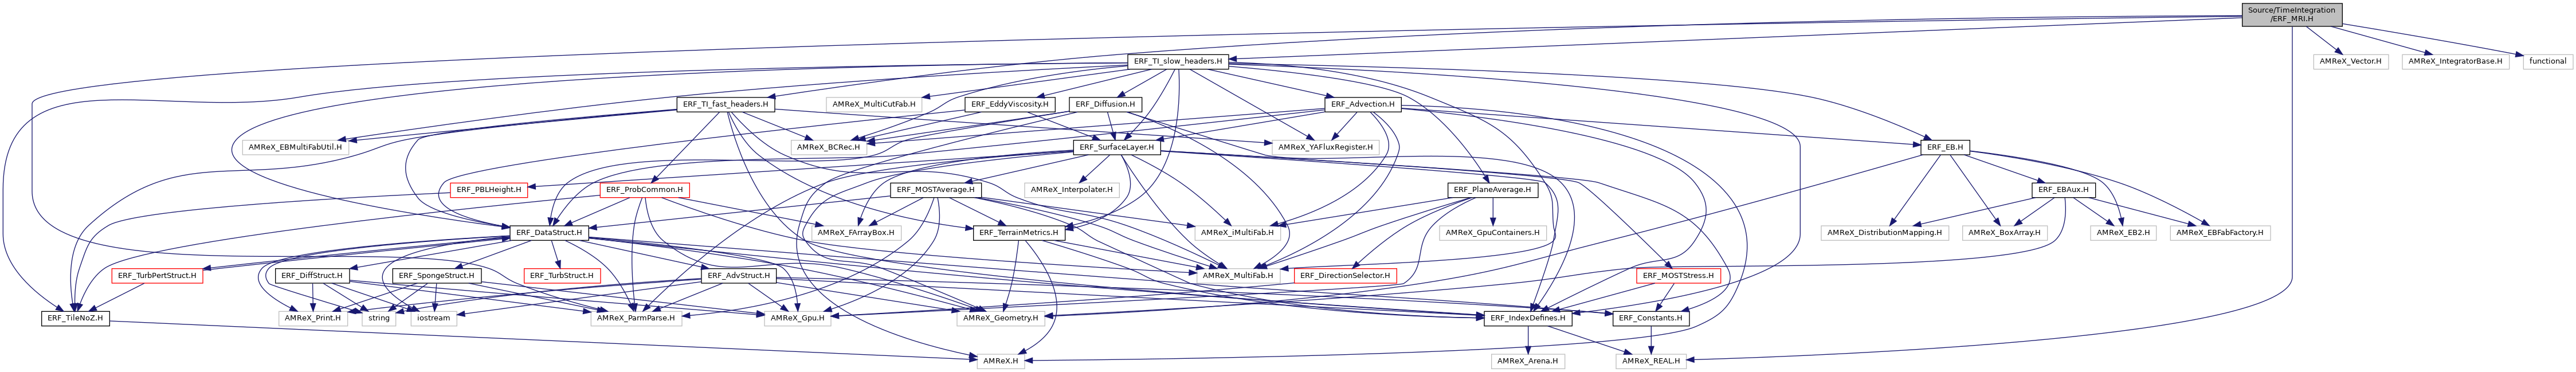 Source/TimeIntegration
/ERF_MRI.H
ERF_TI_slow_headers.H
AMReX_Vector.H
AMReX_IntegratorBase.H
functional
ERF_TI_fast_headers.H
AMReX_MultiCutFab.H
ERF_EddyViscosity.H
ERF_Diffusion.H
ERF_Advection.H
AMReX_EBMultiFabUtil.H
AMReX_BCRec.H
ERF_SurfaceLayer.H
AMReX_YAFluxRegister.H
ERF_EB.H
ERF_PBLHeight.H
ERF_ProbCommon.H
ERF_MOSTAverage.H
AMReX_Interpolater.H
ERF_PlaneAverage.H
ERF_EBAux.H
ERF_DataStruct.H
AMReX_FArrayBox.H
ERF_TerrainMetrics.H
AMReX_iMultiFab.H
AMReX_GpuContainers.H
AMReX_DistributionMapping.H
AMReX_BoxArray.H
AMReX_EB2.H
AMReX_EBFabFactory.H
ERF_TurbPertStruct.H
ERF_DiffStruct.H
ERF_SpongeStruct.H
ERF_TurbStruct.H
ERF_AdvStruct.H
AMReX_MultiFab.H
ERF_DirectionSelector.H
ERF_MOSTStress.H
ERF_TileNoZ.H
AMReX_Print.H
string
iostream
AMReX_ParmParse.H
AMReX_Gpu.H
AMReX_Geometry.H
ERF_IndexDefines.H
ERF_Constants.H
AMReX.H
AMReX_Arena.H
AMReX_REAL.H